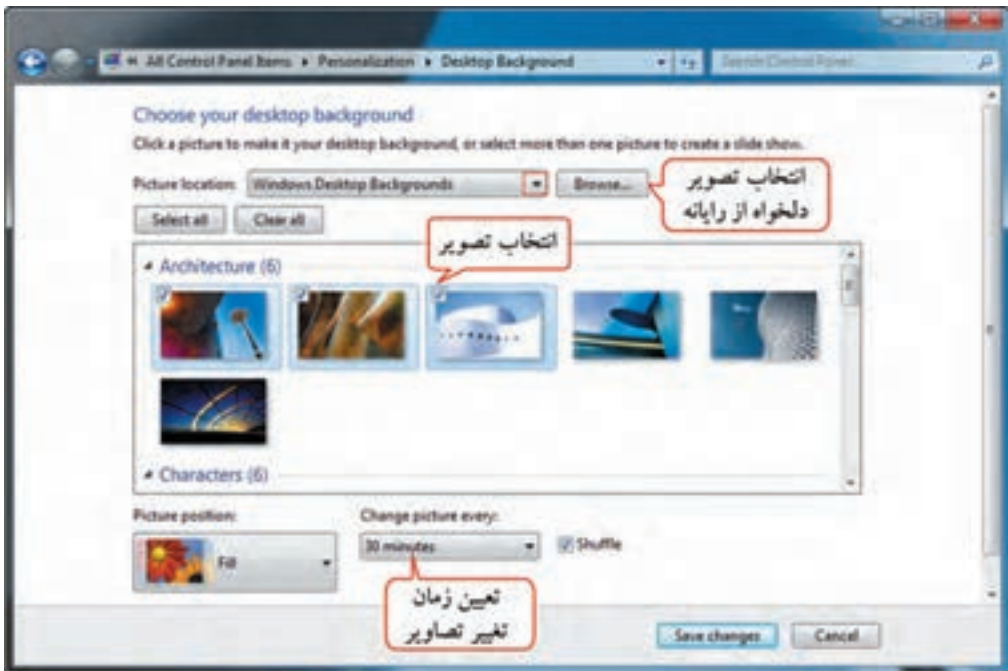 All Control Panel Items ▸ Personalization ▸ Desktop Background
Search Control Panel
Choose your desktop background
Click a picture to make it your desktop background, or select more than one picture to create a slide show.
Picture location: Windows Desktop Backgrounds Browse...
انتخاب تصویر
دلخواه از رایانه
Select all Clear all
انتخاب تصویر
Architecture (6)
Characters (6)
Picture position: Change picture every:
Fill 30 minutes Shuffle
تعیین زمان
تغیر تصاویر
Save changes Cancel